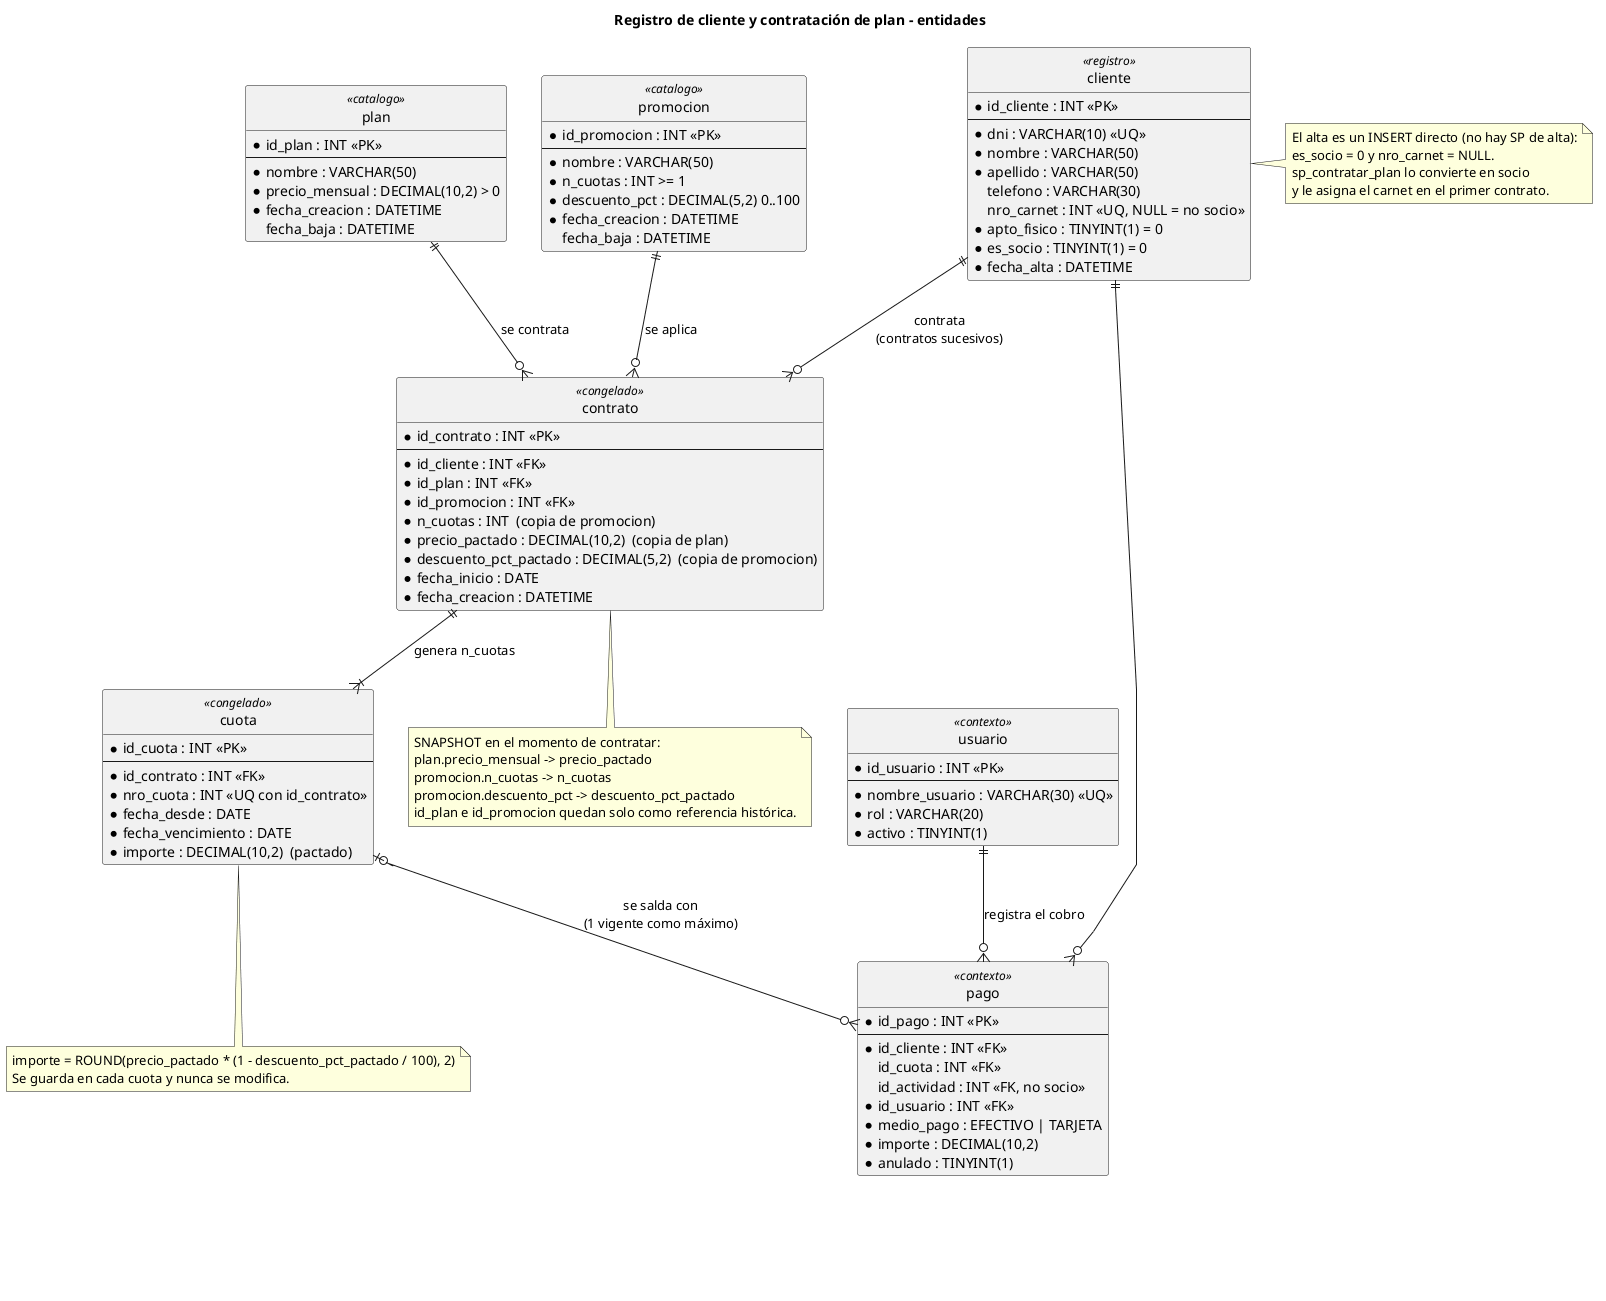 Registro de cliente y contratación de plan - entidades
«catalogo»
plan
id_plan : INT «PK»
nombre : VARCHAR(50)
precio_mensual : DECIMAL(10,2) > 0
fecha_creacion : DATETIME
fecha_baja : DATETIME
«catalogo»
promocion
id_promocion : INT «PK»
nombre : VARCHAR(50)
n_cuotas : INT >= 1
descuento_pct : DECIMAL(5,2) 0..100
fecha_creacion : DATETIME
fecha_baja : DATETIME
«registro»
cliente
id_cliente : INT «PK»
dni : VARCHAR(10) «UQ»
nombre : VARCHAR(50)
apellido : VARCHAR(50)
telefono : VARCHAR(30)
nro_carnet : INT «UQ, NULL = no socio»
apto_fisico : TINYINT(1) = 0
es_socio : TINYINT(1) = 0
fecha_alta : DATETIME
El alta es un INSERT directo (no hay SP de alta):
es_socio = 0 y nro_carnet = NULL.
sp_contratar_plan lo convierte en socio
y le asigna el carnet en el primer contrato.
se contrata
se aplica
contrata
(contratos sucesivos)
«congelado»
contrato
id_contrato : INT «PK»
id_cliente : INT «FK»
id_plan : INT «FK»
id_promocion : INT «FK»
n_cuotas : INT  (copia de promocion)
precio_pactado : DECIMAL(10,2)  (copia de plan)
descuento_pct_pactado : DECIMAL(5,2)  (copia de promocion)
fecha_inicio : DATE
fecha_creacion : DATETIME
genera n_cuotas
«congelado»
cuota
id_cuota : INT «PK»
id_contrato : INT «FK»
nro_cuota : INT «UQ con id_contrato»
fecha_desde : DATE
fecha_vencimiento : DATE
importe : DECIMAL(10,2)  (pactado)
SNAPSHOT en el momento de contratar:
plan.precio_mensual -> precio_pactado
promocion.n_cuotas -> n_cuotas
promocion.descuento_pct -> descuento_pct_pactado
id_plan e id_promocion quedan solo como referencia histórica.
«contexto»
usuario
id_usuario : INT «PK»
nombre_usuario : VARCHAR(30) «UQ»
rol : VARCHAR(20)
activo : TINYINT(1)
se salda con
(1 vigente como máximo)
registra el cobro
«contexto»
pago
id_pago : INT «PK»
id_cliente : INT «FK»
id_cuota : INT «FK»
id_actividad : INT «FK, no socio»
id_usuario : INT «FK»
medio_pago : EFECTIVO | TARJETA
importe : DECIMAL(10,2)
anulado : TINYINT(1)
importe = ROUND(precio_pactado * (1 - descuento_pct_pactado / 100), 2)
Se guarda en cada cuota y nunca se modifica.